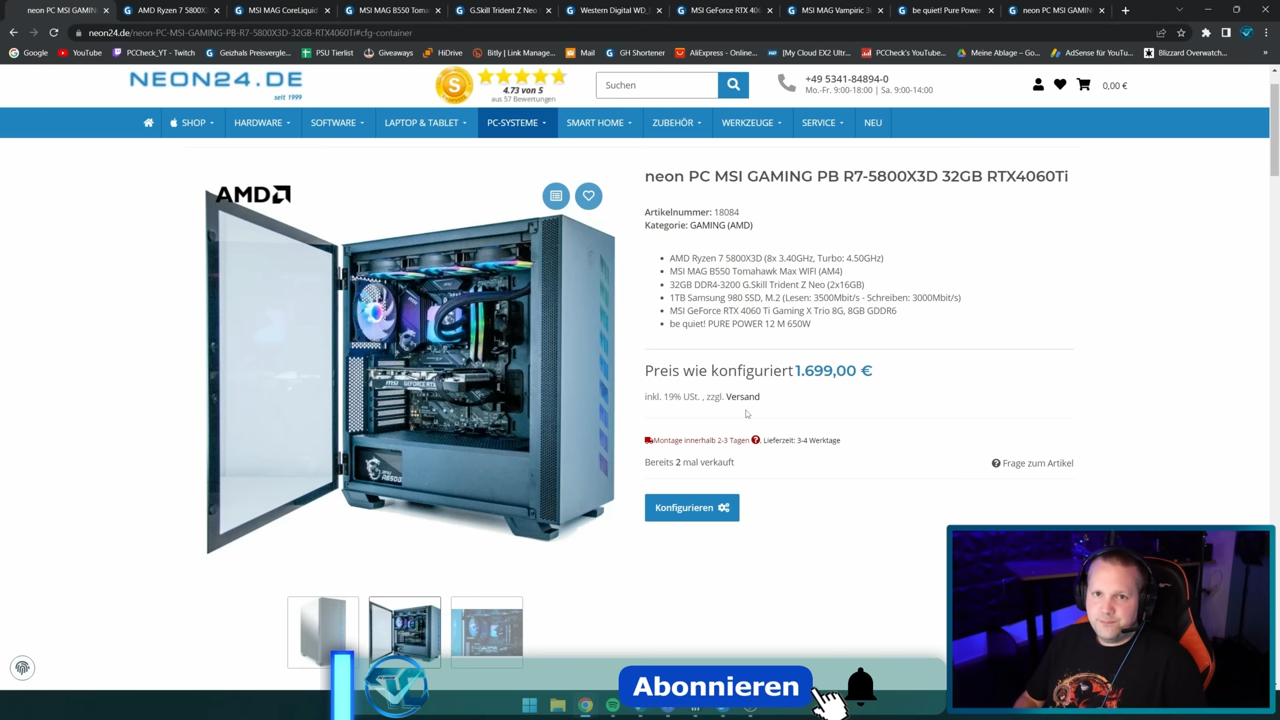 neon PC MSI GAMIN
AMD Ryzen 7 5800X3
MSI MAG CoreLiquid
MSI MAG B550 Toma
G.Skill Trident Z Neo
Western Digital WD_
MSI GeForce RTX 406
MSI MAG Vampiric 3
be quiet! Pure Power
neon PC MSI GAMIN
neon24.de/neon-PC-MSI-GAMING-PB-R7-5800X3D-32GB-RTX4060Ti#cfg-container
Google
YouTube
PCCheck_YT - Twitch
Geizhals Preisvergle...
PSU Tierlist
Giveaways
HiDrive
Bitly | Link Manage...
Mail
GH Shortener
AliExpress - Online...
[My Cloud EX2 Ultr...
PCCheck's YouTube...
Meine Ablage – Go...
AdSense für YouTu...
Blizzard Overwatch...
NEON24.DE
seit 1999
S
4.73 von 5
aus 57 Bewertungen
Suchen
+49 5341-84894-0
Mo.-Fr. 9:00-18:00 | Sa. 9:00-14:00
0,00 €
SHOP
HARDWARE
SOFTWARE
LAPTOP & TABLET
PC-SYSTEME
SMART HOME
ZUBEHÖR
WERKZEUGE
SERVICE
NEU
AMD
neon PC MSI GAMING PB R7-5800X3D 32GB RTX4060Ti
Artikelnummer: 18084
Kategorie: GAMING (AMD)
AMD Ryzen 7 5800X3D (8x 3.40GHz, Turbo: 4.50GHz)
MSI MAG B550 Tomahawk Max WIFI (AM4)
32GB DDR4-3200 G.Skill Trident Z Neo (2x16GB)
1TB Samsung 980 SSD, M.2 (Lesen: 3500Mbit/s - Schreiben: 3000Mbit/s)
MSI GeForce RTX 4060 Ti Gaming X Trio 8G, 8GB GDDR6
be quiet! PURE POWER 12 M 650W
Preis wie konfiguriert 1.699,00 €
inkl. 19% USt. , zzgl. Versand
Montage innerhalb 2-3 Tagen Lieferzeit: 3-4 Werktage
Bereits 2 mal verkauft
Frage zum Artikel
Konfigurieren
Abonnieren